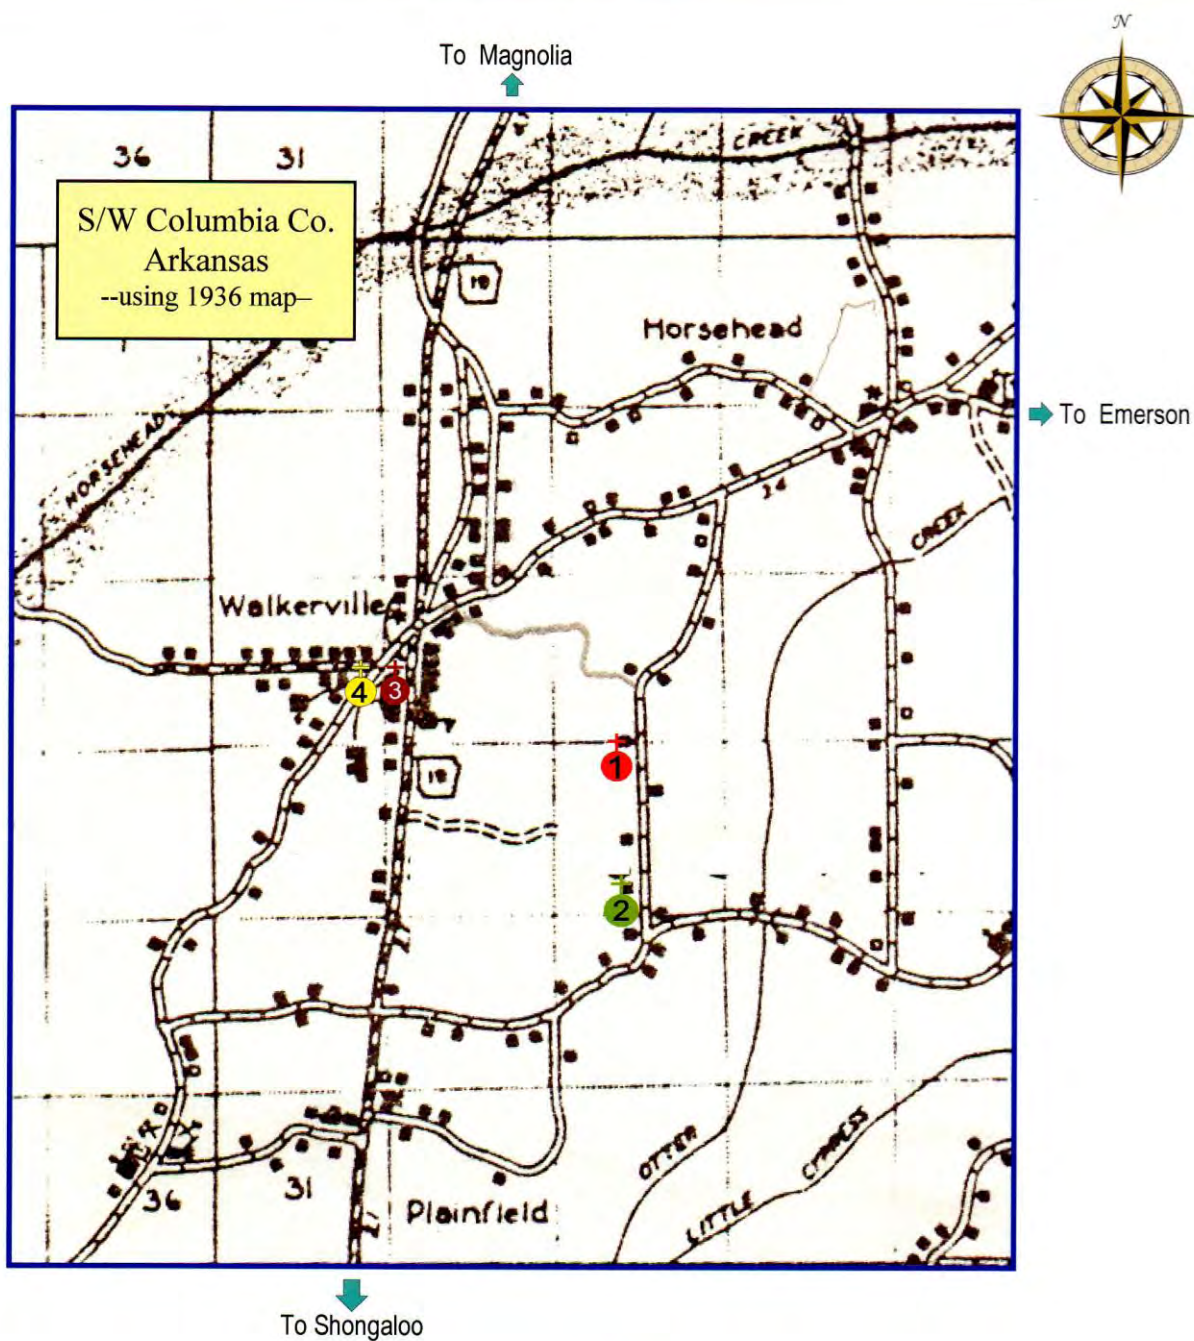 N
To Magnolia
36
31
CREEK
S/W Columbia Co.
Arkansas
--using 1936 map–
19
Horsehead
To Emerson
HORSEHEAD
24
CREEK
Walkerville
4
3
1
19
2
OTTER
LITTLE
CYPRESS
36
31
Plainfield
To Shongaloo